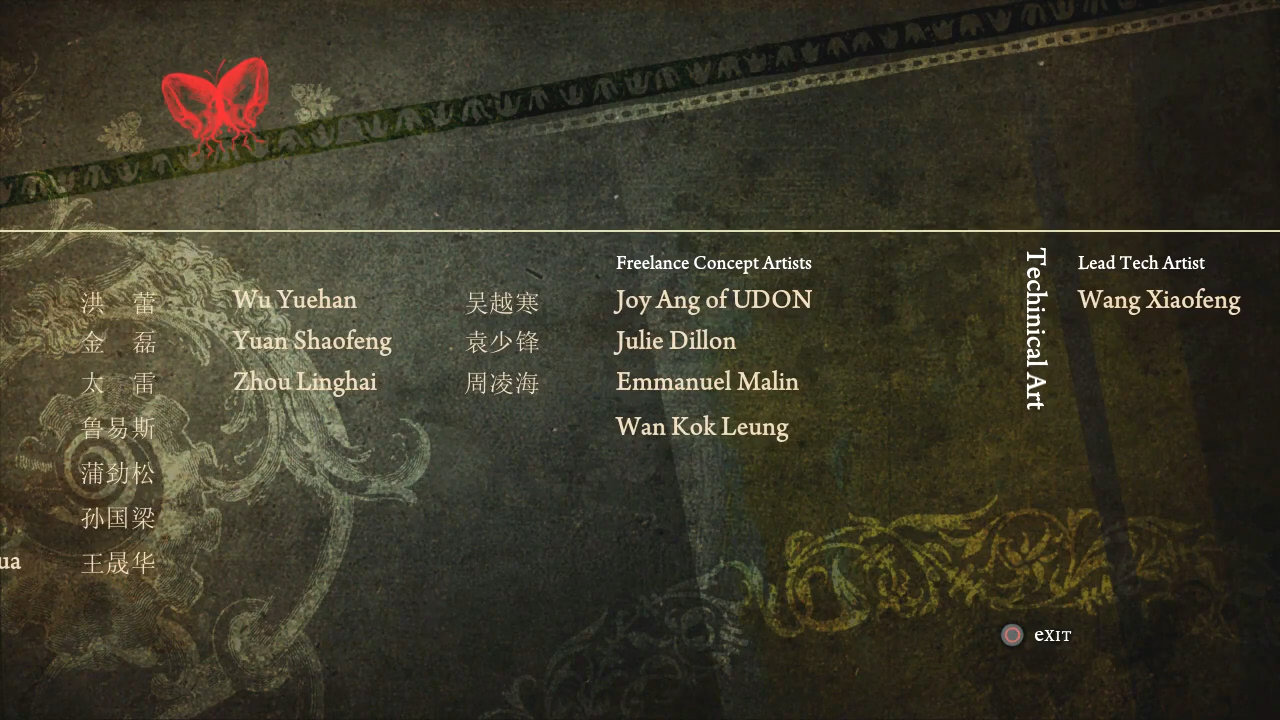 洪　蕾
金　磊
太　雷
鲁易斯
蒲劲松
孙国梁
ua
王晟华
Wu Yuehan
吴越寒
Yuan Shaofeng
袁少锋
Zhou Linghai
周凌海
Freelance Concept Artists
Joy Ang of UDON
Julie Dillon
Emmanuel Malin
Wan Kok Leung
Techinical Art
Lead Tech Artist
Wang Xiaofeng
eXIT